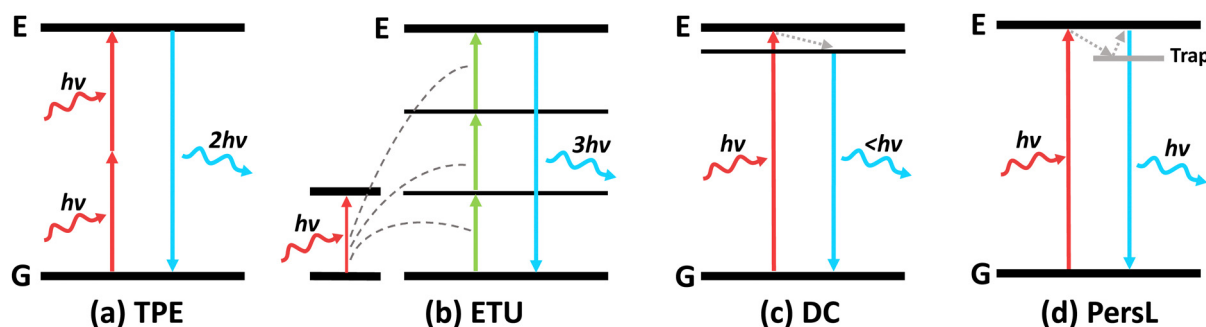 E
hv
hv
2hv
G
(a) TPE
hv
3hv
(b) ETU
E
hv
<hv
G
(c) DC
E
Trap
hv
hv
G
(d) PersL